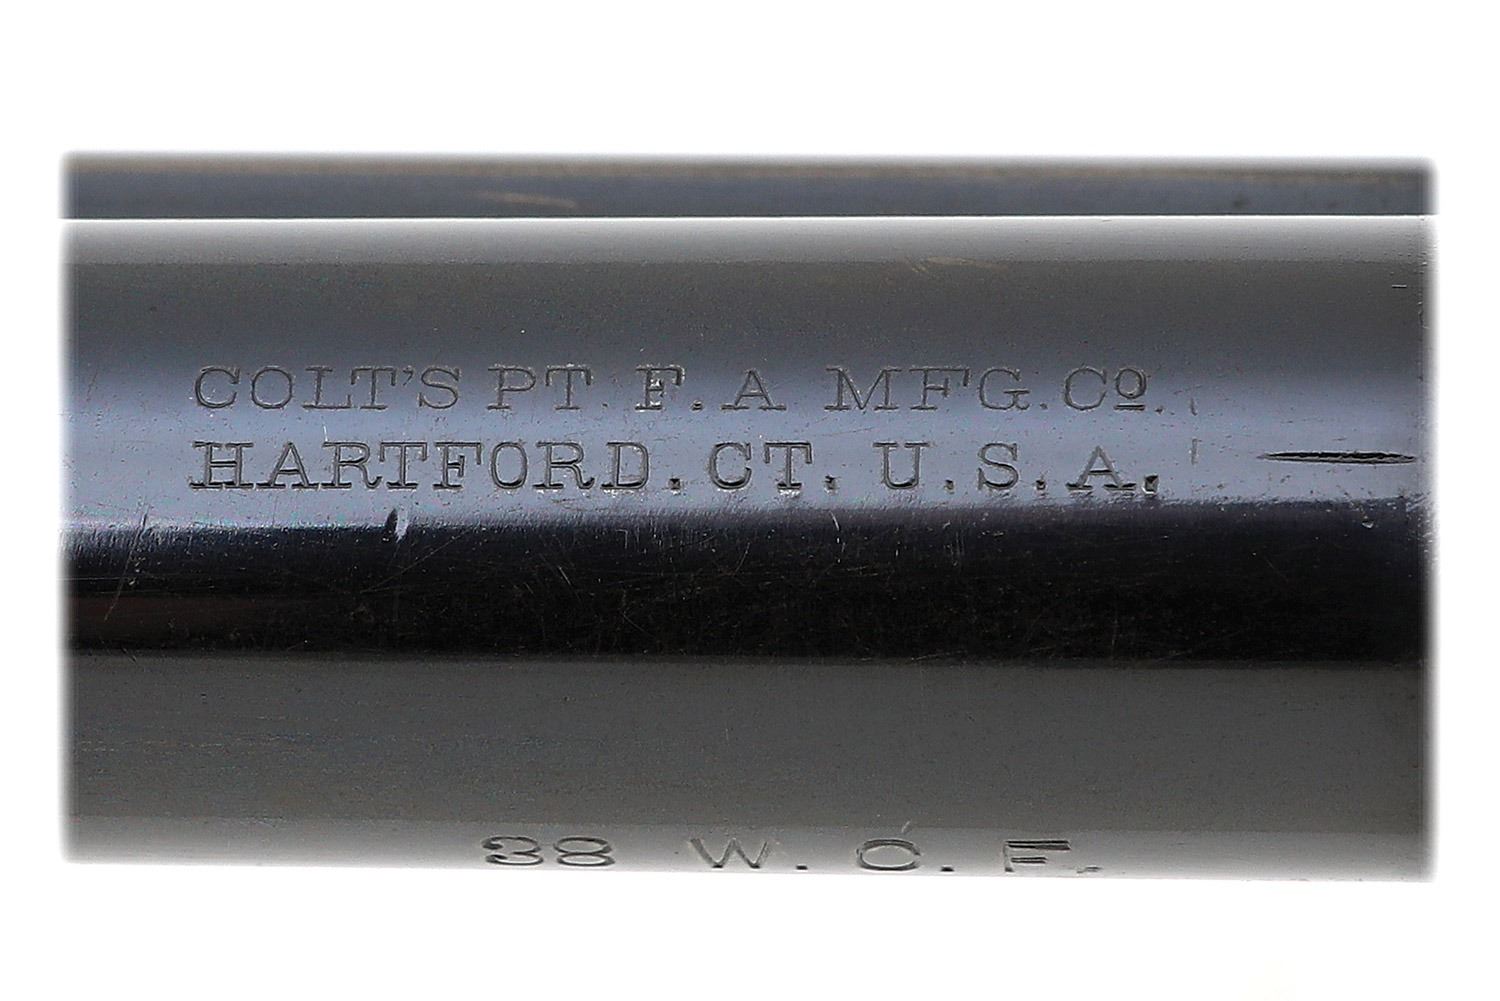 COLT'S PT. F. A. MFG. Co.
HARTFORD. CT. U. S. A.
38 W. C. F.